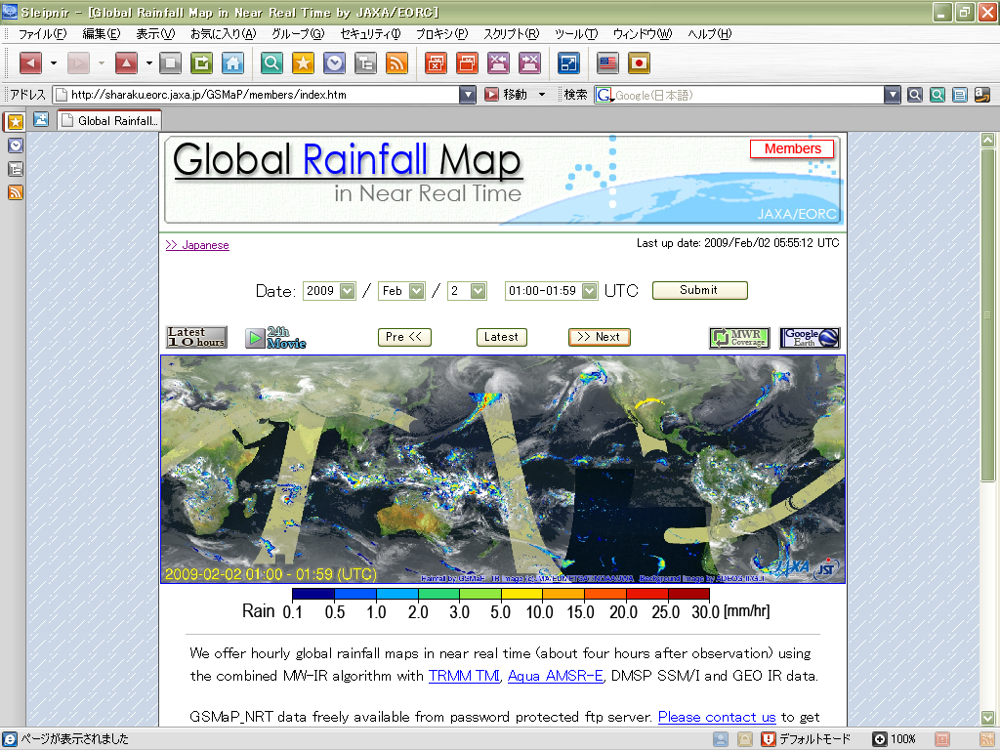 Sleipnir - [Global Rainfall Map in Near Real Time by JAXA/EORC]
ファイル(F) 編集(E) 表示(V) お気に入り(A) グループ(G) セキュリティ(I) プロキシ(P) スクリプト(R) ツール(T) ウィンドウ(W) ヘルプ(H)
アドレス http://sharaku.eorc.jaxa.jp/GSMaP/members/index.htm 移動 検索 Google(日本語)
Global Rainfall...
Global Rainfall Map
in Near Real Time
Members
JAXA/EORC
>> Japanese
Last up date: 2009/Feb/02 05:55:12 UTC
Date: 2009 / Feb / 2 01:00-01:59 UTC Submit
Latest 10 hours 24h Movie Pre << Latest >> Next MWR Coverage Google Earth
2009-02-02 01:00 - 01:59 (UTC)
JAXA JST
Rain 0.1 0.5 1.0 2.0 3.0 5.0 10.0 15.0 20.0 25.0 30.0 [mm/hr]
We offer hourly global rainfall maps in near real time (about four hours after observation) using
the combined MW-IR algorithm with TRMM TMI, Aqua AMSR-E, DMSP SSM/I and GEO IR data.
GSMaP_NRT data freely available from password protected ftp server. Please contact us to get
ページが表示されました デフォルトモード 100%